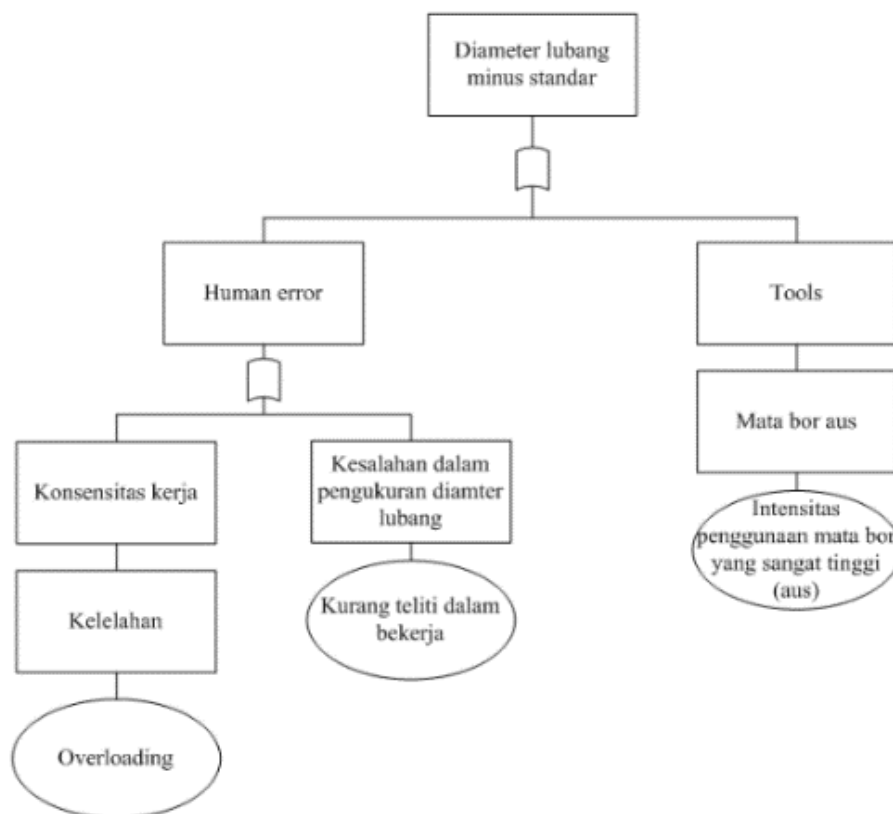 Diameter lubang
minus standar
Human error
Tools
Konsensitas kerja
Kesalahan dalam
pengukuran diamter
lubang
Mata bor aus
Kelelahan
Kurang teliti dalam
bekerja
Intensitas
penggunaan mata bor
yang sangat tinggi
(aus)
Overloading